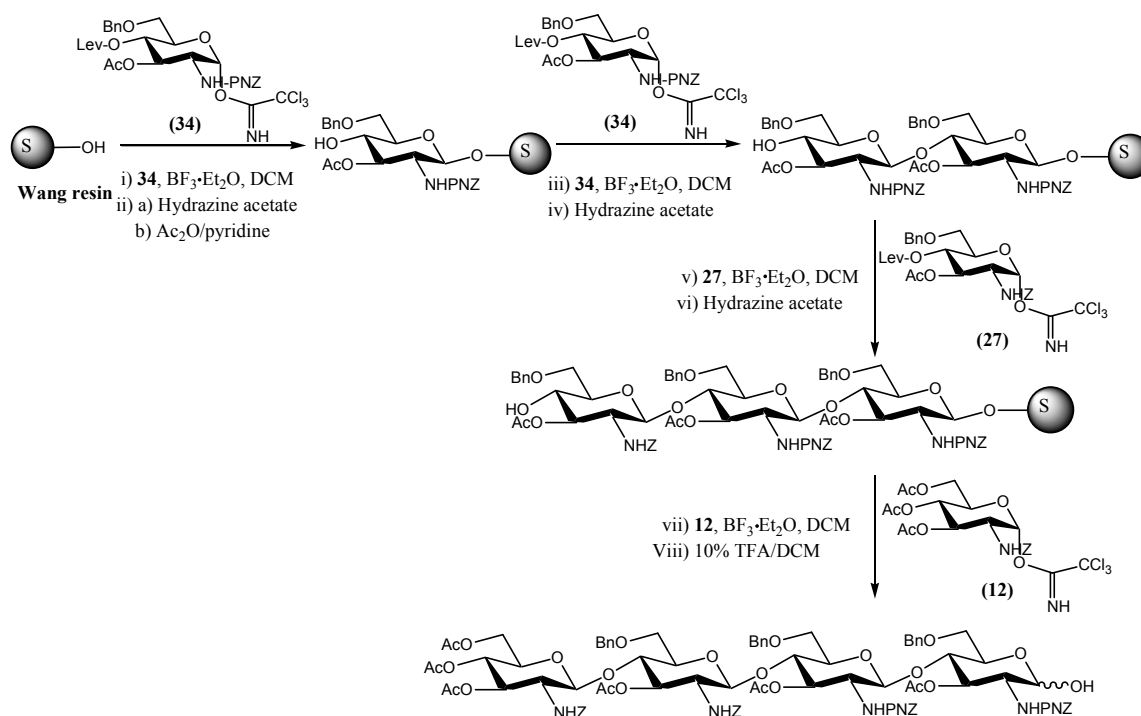 BnO
Lev-O
AcO
O
NH-PNZ
O
CCl3
NH
(34)
BnO
Lev-O
AcO
O
NH-PNZ
O
CCl3
NH
(34)
S
OH
Wang resin
i) 34, BF3•Et2O, DCM
ii) a) Hydrazine acetate
b) Ac2O/pyridine
BnO
HO
AcO
O
O
NHPNZ
S
iii) 34, BF3•Et2O, DCM
iv) Hydrazine acetate
BnO
HO
AcO
O
O
NHPNZ
BnO
AcO
O
O
NHPNZ
S
v) 27, BF3•Et2O, DCM
vi) Hydrazine acetate
BnO
Lev-O
AcO
O
NHZ
O
CCl3
NH
(27)
BnO
HO
AcO
O
O
NHZ
BnO
AcO
O
O
NHPNZ
BnO
AcO
O
O
NHPNZ
S
vii) 12, BF3•Et2O, DCM
Viii) 10% TFA/DCM
AcO
AcO
AcO
O
NHZ
O
CCl3
NH
(12)
AcO
AcO
AcO
O
O
NHZ
BnO
AcO
O
O
NHZ
BnO
AcO
O
O
NHPNZ
BnO
AcO
O
OH
NHPNZ